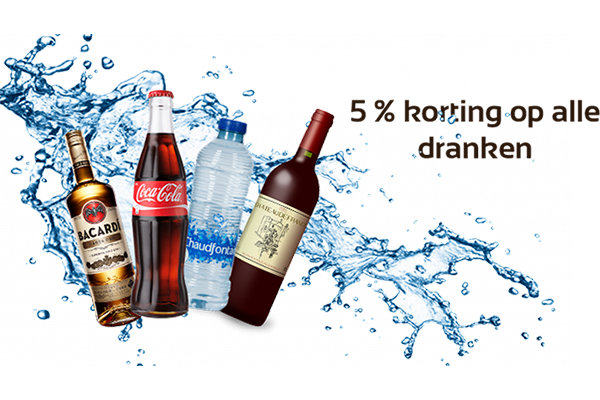 5 % korting op alle
dranken
BACARDI
Coca-Cola
Chaudfontaine